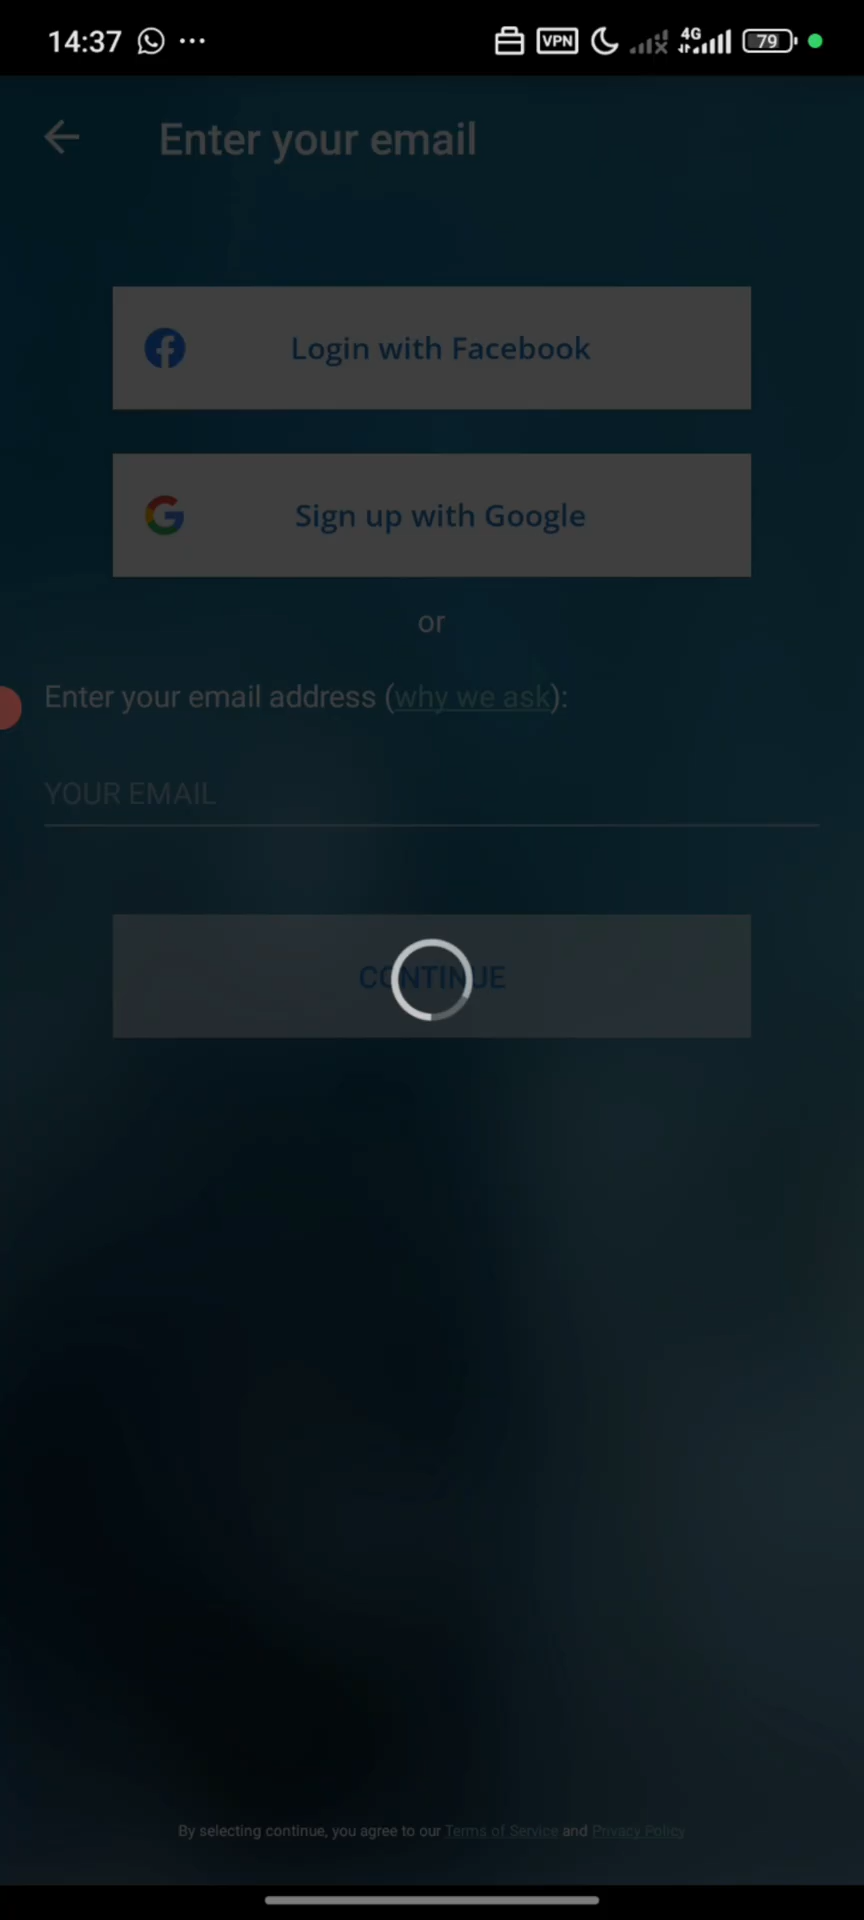 14:37 VPN 4G 79
Enter your email
Login with Facebook
Sign up with Google
or
Enter your email address (why we ask):
YOUR EMAIL
CONTINUE
By selecting continue, you agree to our Terms of Service and Privacy Policy